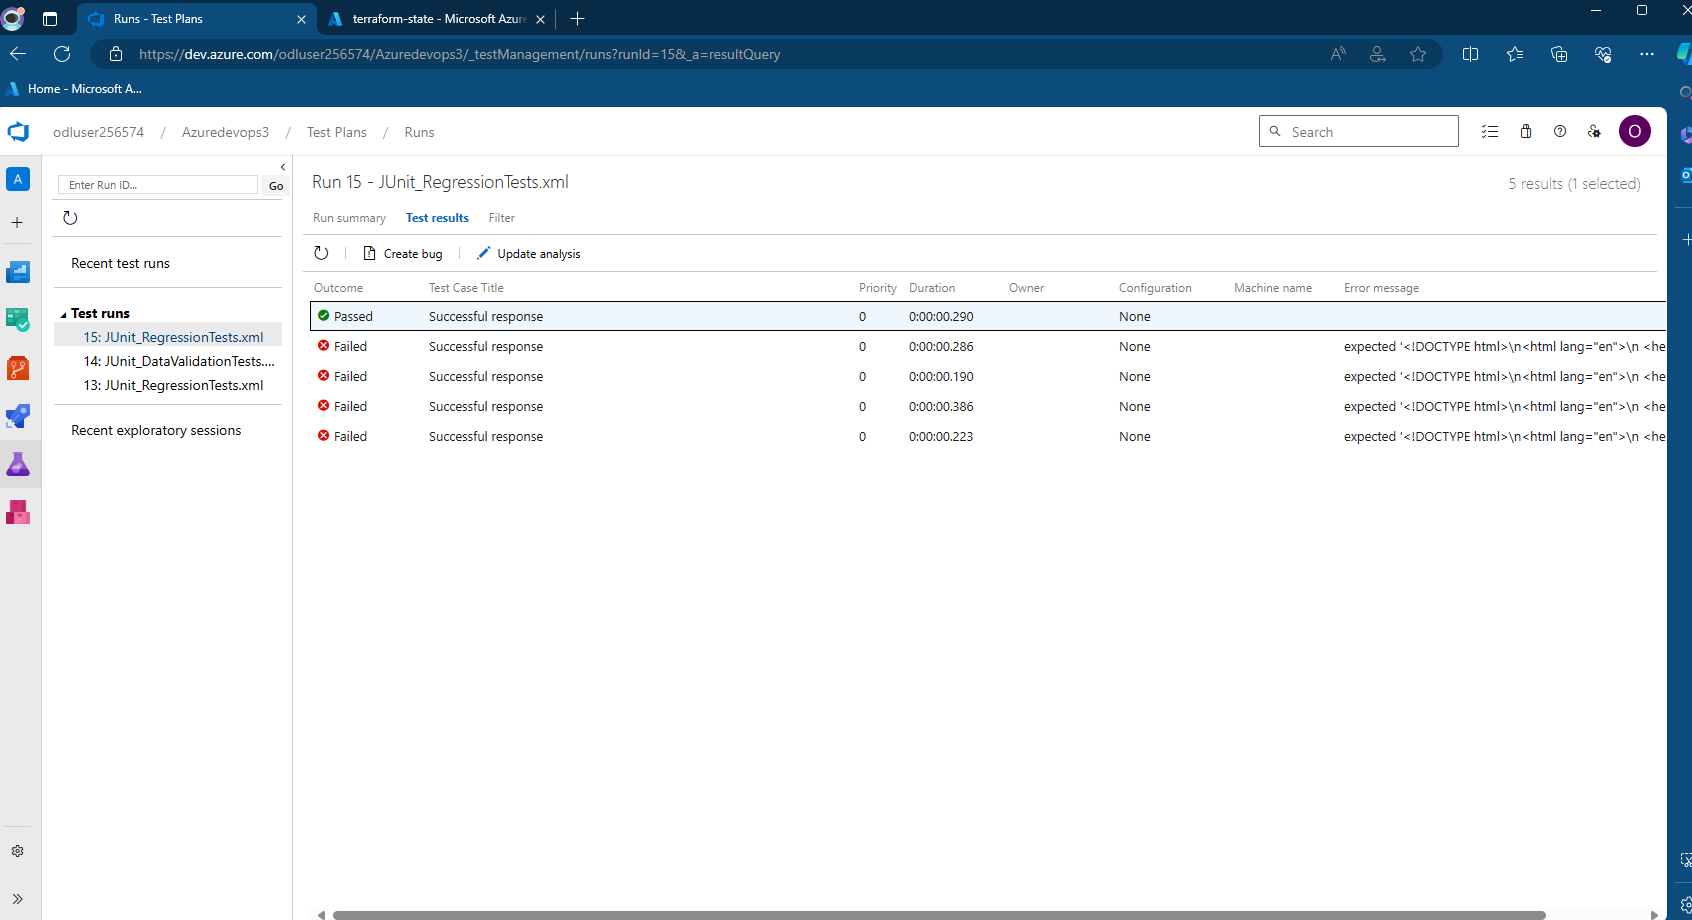 Runs - Test Plans
terraform-state - Microsoft Azure
https://dev.azure.com/odluser256574/Azuredevops3/_testManagement/runs?runId=15&_a=resultQuery
Home - Microsoft A...
odluser256574 / Azuredevops3 / Test Plans / Runs
Search
O
A
Enter Run ID...
Go
Recent test runs
Test runs
15: JUnit_RegressionTests.xml
14: JUnit_DataValidationTests....
13: JUnit_RegressionTests.xml
Recent exploratory sessions
Run 15 - JUnit_RegressionTests.xml
5 results (1 selected)
Run summary Test results Filter
Create bug Update analysis
Outcome Test Case Title Priority Duration Owner Configuration Machine name Error message
Passed Successful response 0 0:00:00.290 None
Failed Successful response 0 0:00:00.286 None expected '<!DOCTYPE html>\n<html lang="en">\n <he
Failed Successful response 0 0:00:00.190 None expected '<!DOCTYPE html>\n<html lang="en">\n <he
Failed Successful response 0 0:00:00.386 None expected '<!DOCTYPE html>\n<html lang="en">\n <he
Failed Successful response 0 0:00:00.223 None expected '<!DOCTYPE html>\n<html lang="en">\n <he